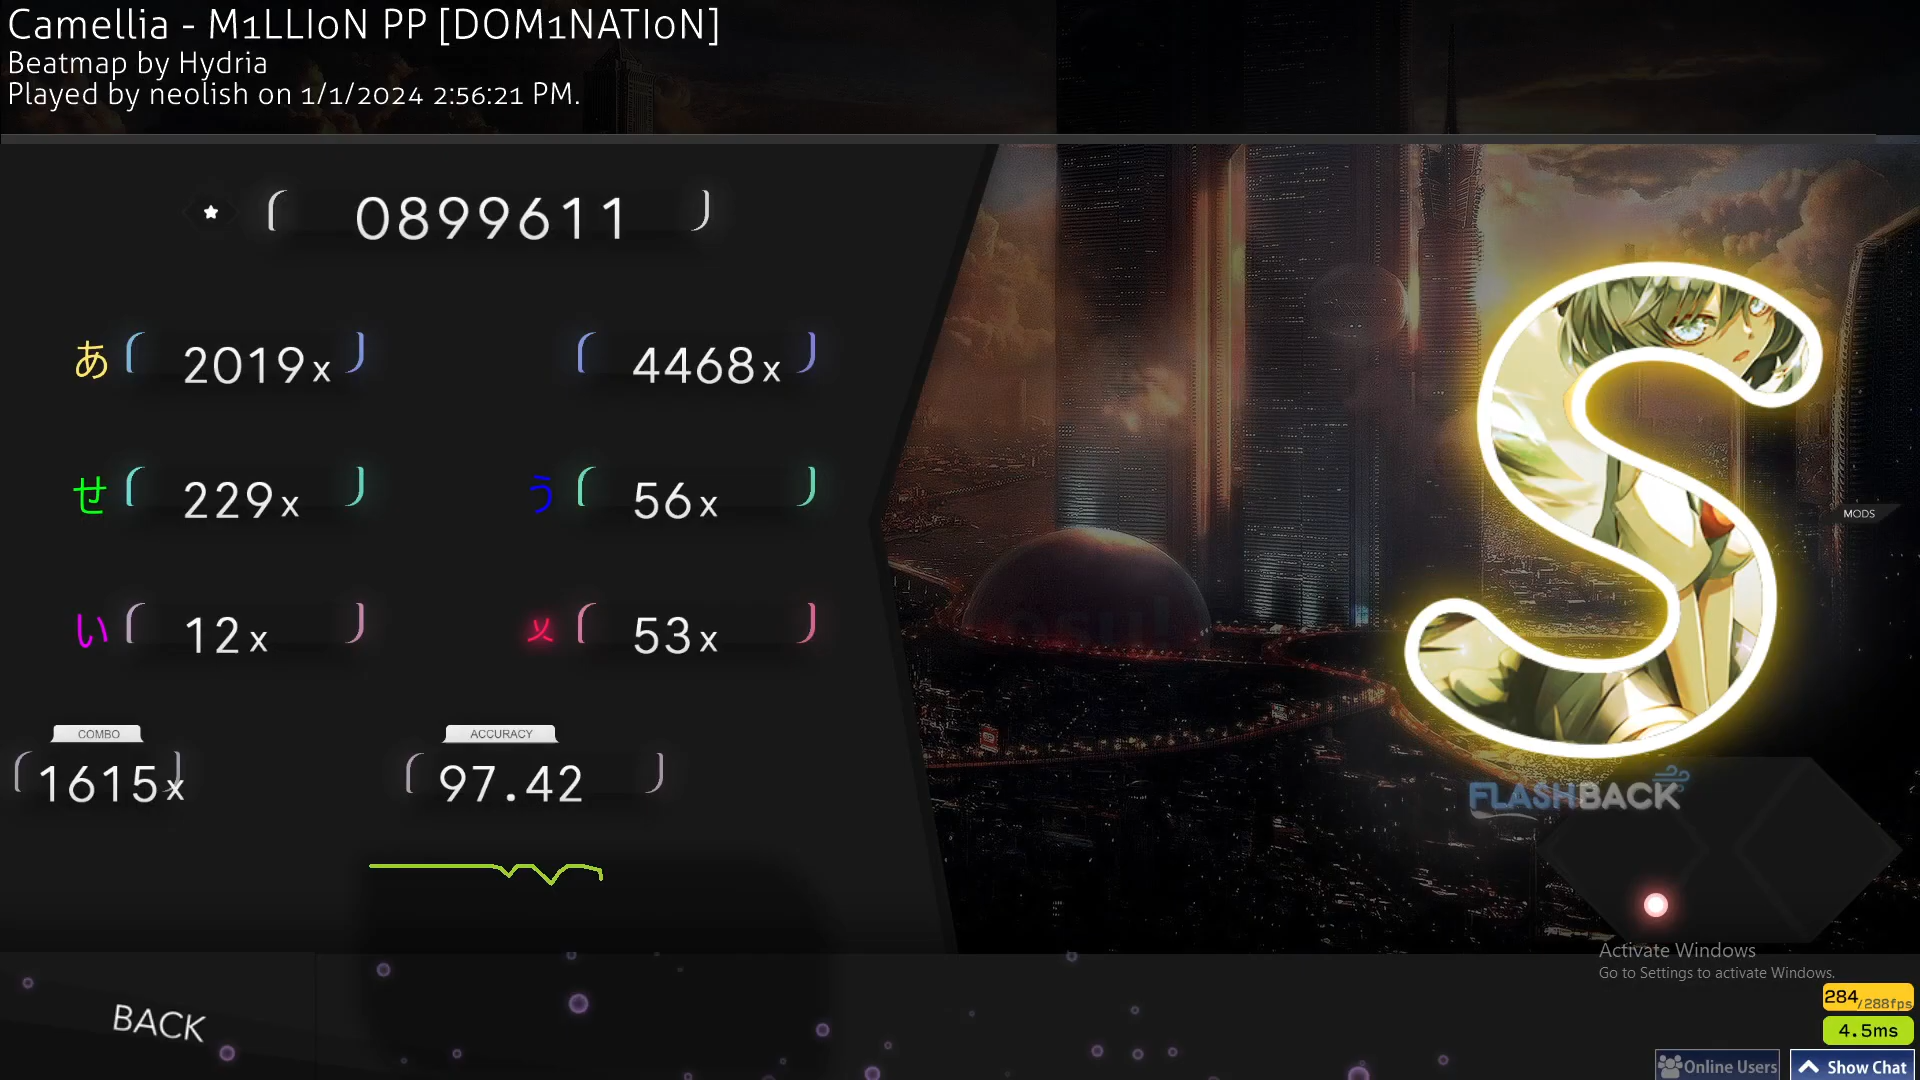 Camellia - M1LLIoN PP [DOM1NATIoN]
Beatmap by Hydria
Played by neolish on 1/1/2024 2:56:21 PM.
0899611
あ 2019x 4468x
せ 229x う 56x
い 12x 乂 53x
COMBO ACCURACY
1615x 97.42
MODS
FLASHBACK
Activate Windows
Go to Settings to activate Windows.
BACK
284/288fps
4.5ms
Online Users Show Chat